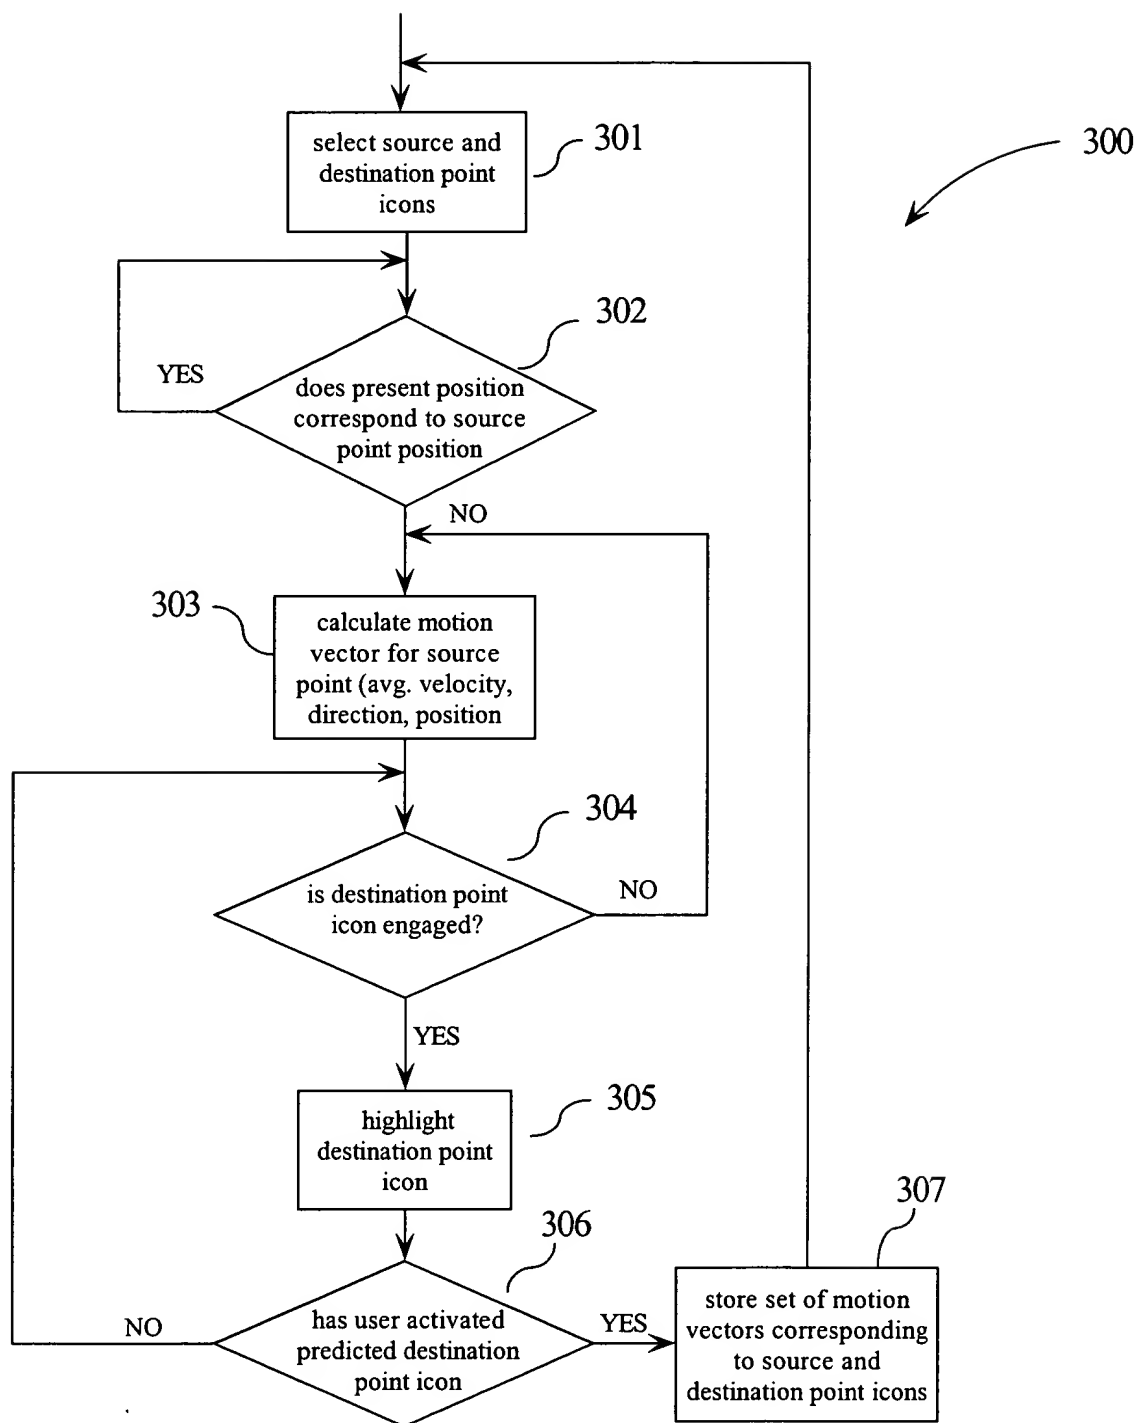 300
select source and
destination point
icons
301
302
YES
does present position
correspond to source
point position
NO
303
calculate motion
vector for source
point (avg. velocity,
direction, position
304
is destination point
icon engaged?
NO
YES
305
highlight
destination point
icon
306
307
NO
has user activated
predicted destination
point icon
YES
store set of motion
vectors corresponding
to source and
destination point icons